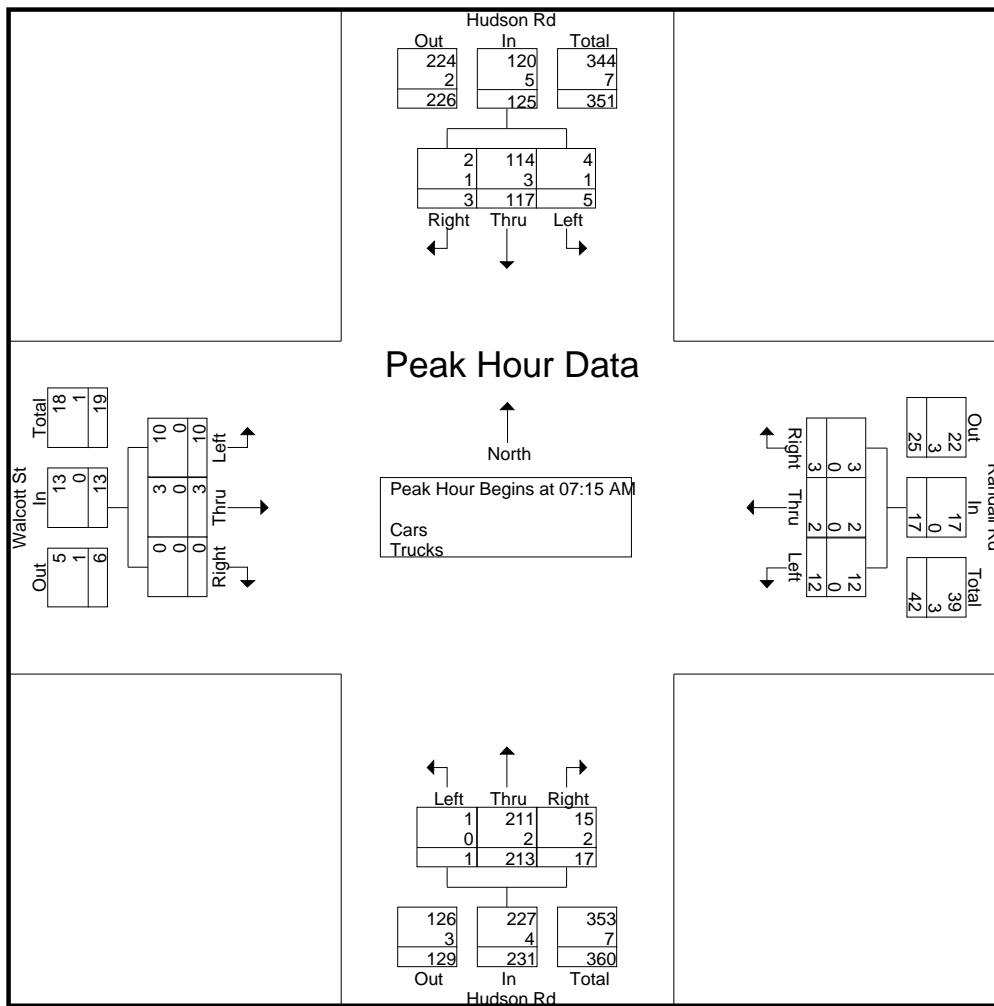 Hudson Rd
Out In Total
224 120 344
2 5 7
226 125 351
2 114 4
1 3 1
3 117 5
Right Thru Left
Peak Hour Data
North
Peak Hour Begins at 07:15 AM
Cars
Trucks
Walcott St
Total
18 1 19
In
13 0 13
Out
5 1 6
Left
10 0 10
Thru
3 0 3
Right
0 0 0
Right
3 0 3
Thru
2 0 2
Left
12 0 12
Randall Rd
Out
22 3 25
In
17 0 17
Total
39 3 42
Left Thru Right
1 211 15
0 2 2
1 213 17
126 227 353
3 4 7
129 231 360
Out In Total
Hudson Rd